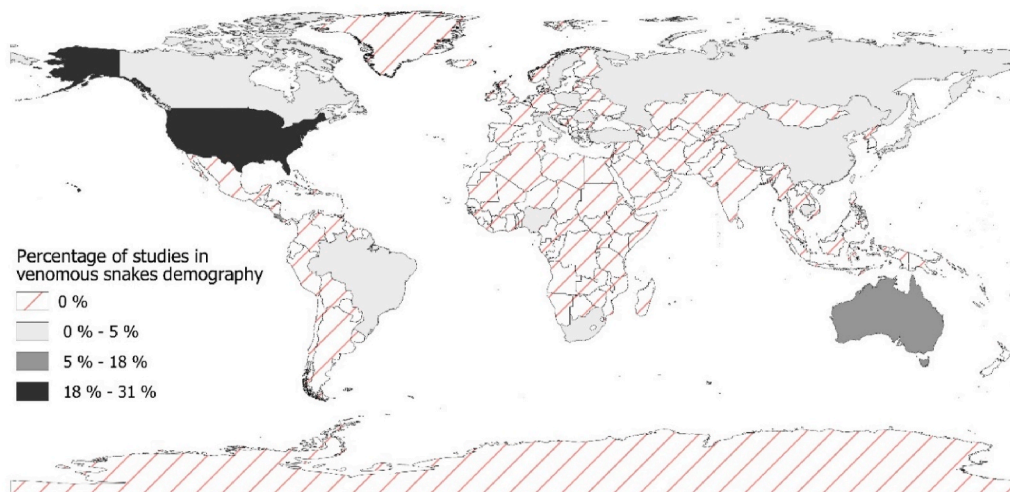 Percentage of studies in
venomous snakes demography
0 %
0 % - 5 %
5 % - 18 %
18 % - 31 %